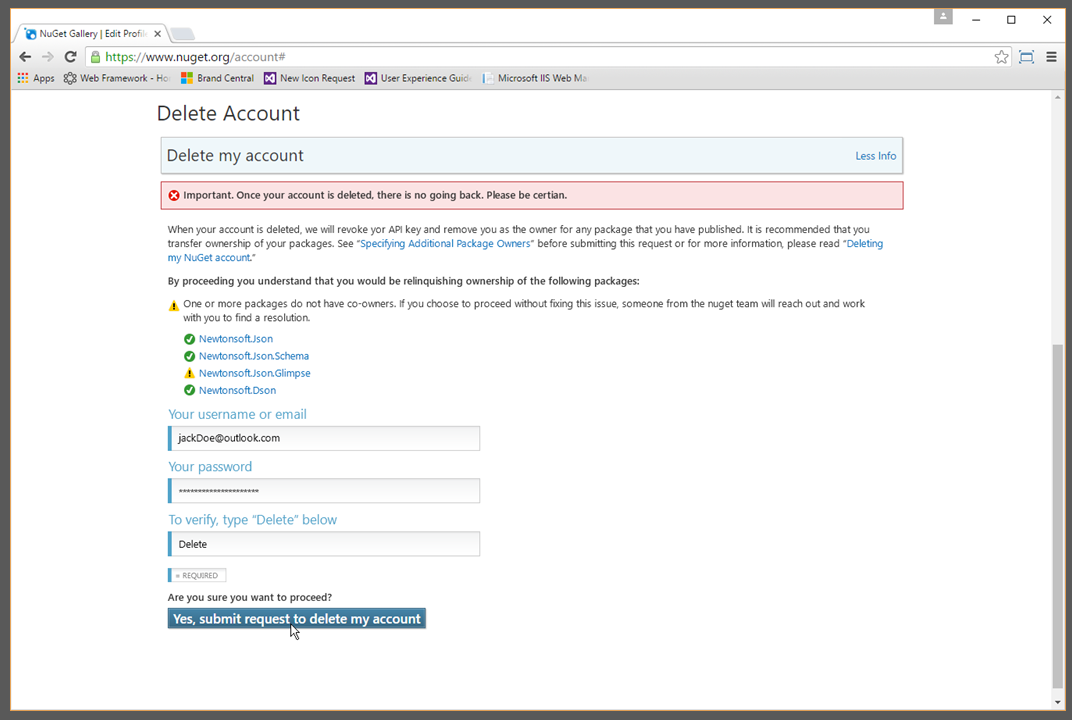 NuGet Gallery | Edit Profile
https://www.nuget.org/account#
Apps Web Framework - Ho Brand Central New Icon Request User Experience Guid Microsoft IIS Web Ma
Delete Account
Delete my account Less Info
Important. Once your account is deleted, there is no going back. Please be certian.
When your account is deleted, we will revoke yor API key and remove you as the owner for any package that you have published. It is recommended that you
transfer ownership of your packages. See “Specifying Additional Package Owners” before submitting this request or for more information, please read “Deleting
my NuGet account.”
By proceeding you understand that you would be relinquishing ownership of the following packages:
One or more packages do not have co-owners. If you choose to proceed without fixing this issue, someone from the nuget team will reach out and work
with you to find a resolution.
Newtonsoft.Json
Newtonsoft.Json.Schema
Newtonsoft.Json.Glimpse
Newtonsoft.Dson
Your username or email
jackDoe@outlook.com
Your password
*********************
To verify, type “Delete” below
Delete
= REQUIRED
Are you sure you want to proceed?
Yes, submit request to delete my account